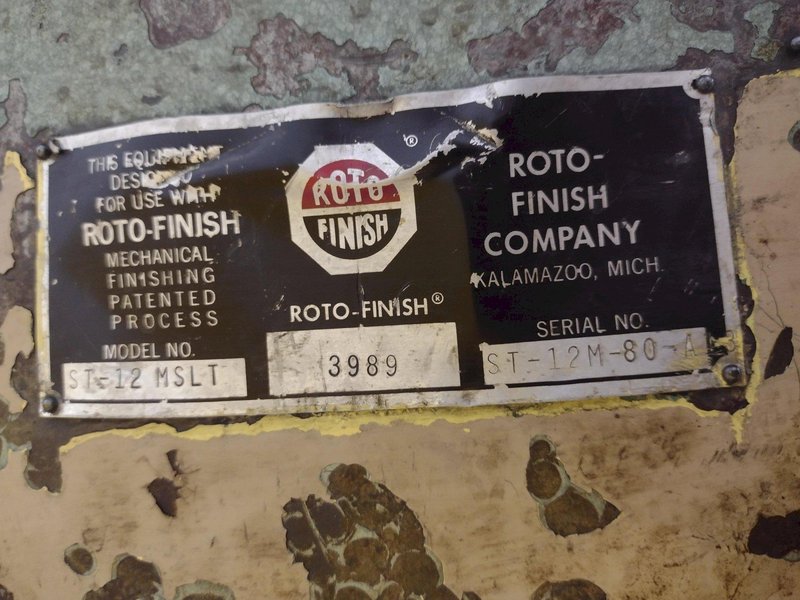 THIS EQUIPMENT
DESIGNED
FOR USE WITH
ROTO-FINISH
MECHANICAL
FINISHING
PATENTED
PROCESS
MODEL NO.
ST-12 MSLT
®
ROTO
FINISH
ROTO-FINISH®
3989
ROTO-
FINISH
COMPANY
KALAMAZOO, MICH.
SERIAL NO.
ST-12M-80-A